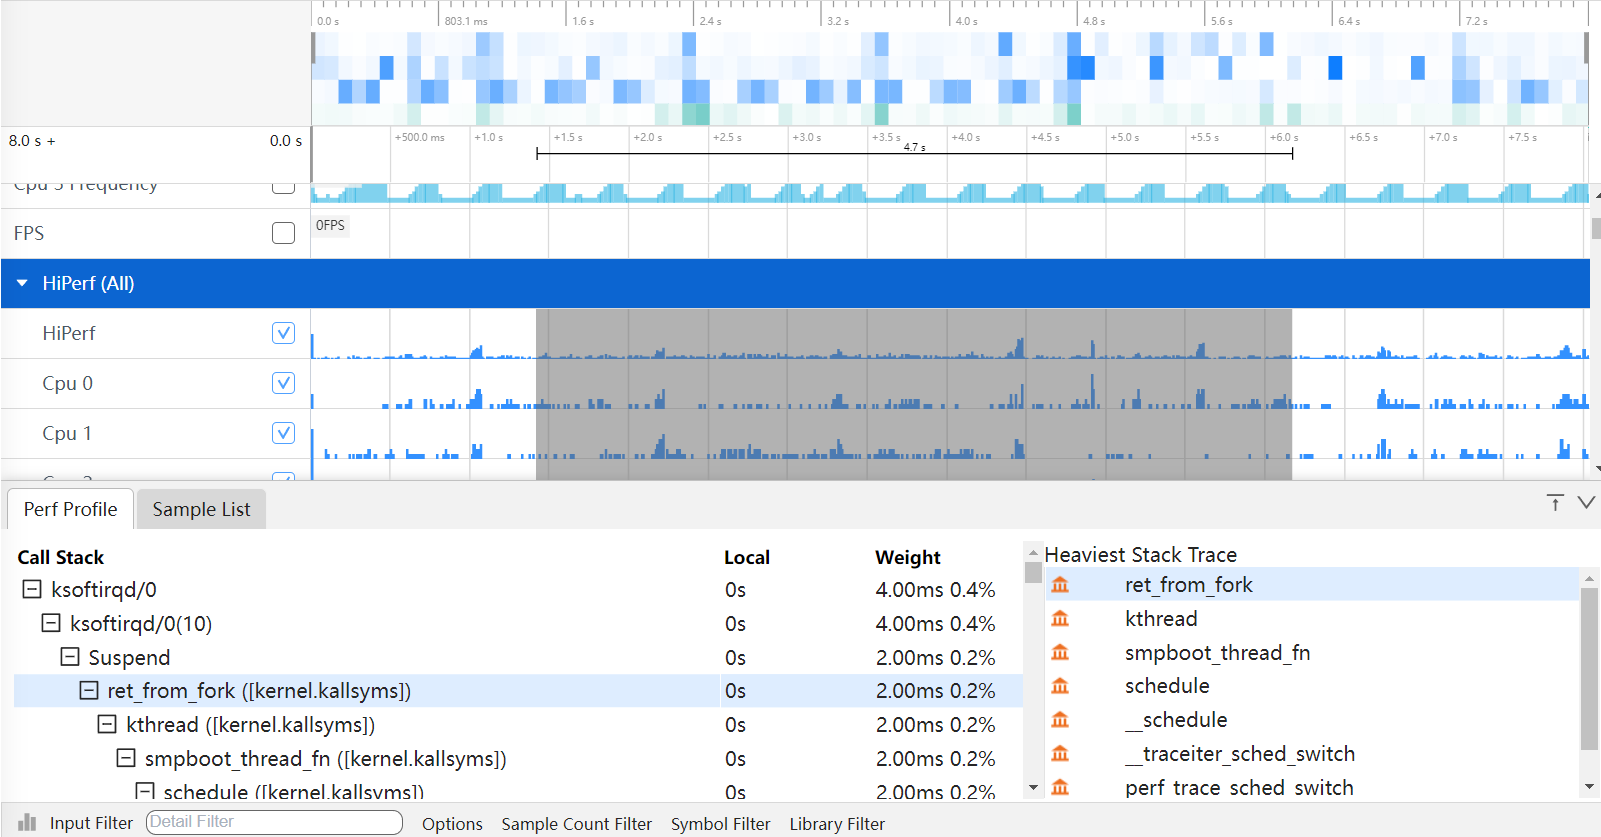 0.0 s 803.1 ms 1.6 s 2.4 s 3.2 s 4.0 s 4.8 s 5.6 s 6.4 s 7.2 s
8.0 s + 0.0 s +500.0 ms +1.0 s +1.5 s +2.0 s +2.5 s +3.0 s +3.5 s +4.0 s +4.5 s +5.0 s +5.5 s +6.0 s +6.5 s +7.0 s +7.5 s
4.7 s
Frequency
FPS 0FPS
HiPerf (All)
HiPerf
Cpu 0
Cpu 1
Perf Profile Sample List
Call Stack Local Weight
ksoftirqd/0 0s 4.00ms 0.4%
ksoftirqd/0(10) 0s 4.00ms 0.4%
Suspend 0s 2.00ms 0.2%
ret_from_fork ([kernel.kallsyms]) 0s 2.00ms 0.2%
kthread ([kernel.kallsyms]) 0s 2.00ms 0.2%
smpboot_thread_fn ([kernel.kallsyms]) 0s 2.00ms 0.2%
schedule ([kernel.kallsyms]) 0s 2.00ms 0.2%
Heaviest Stack Trace
ret_from_fork
kthread
smpboot_thread_fn
schedule
__schedule
__traceiter_sched_switch
perf_trace_sched_switch
Input Filter Detail Filter Options Sample Count Filter Symbol Filter Library Filter